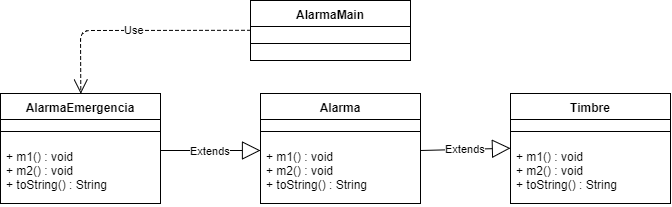 AlarmaMain
Use
AlarmaEmergencia
+ m1() : void
+ m2() : void
+ toString() : String
Extends
Alarma
+ m1() : void
+ m2() : void
+ toString() : String
Extends
Timbre
+ m1() : void
+ m2() : void
+ toString() : String